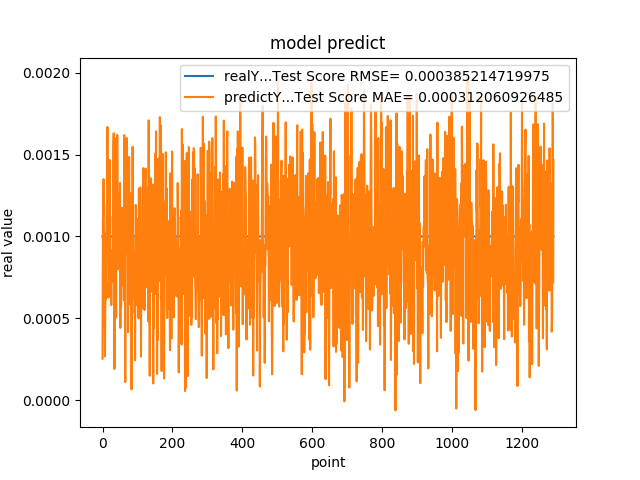 model predict
realY...Test Score RMSE= 0.000385214719975
predictY...Test Score MAE= 0.000312060926485
0.0020
0.0015
0.0010
0.0005
0.0000
real value
0 200 400 600 800 1000 1200
point